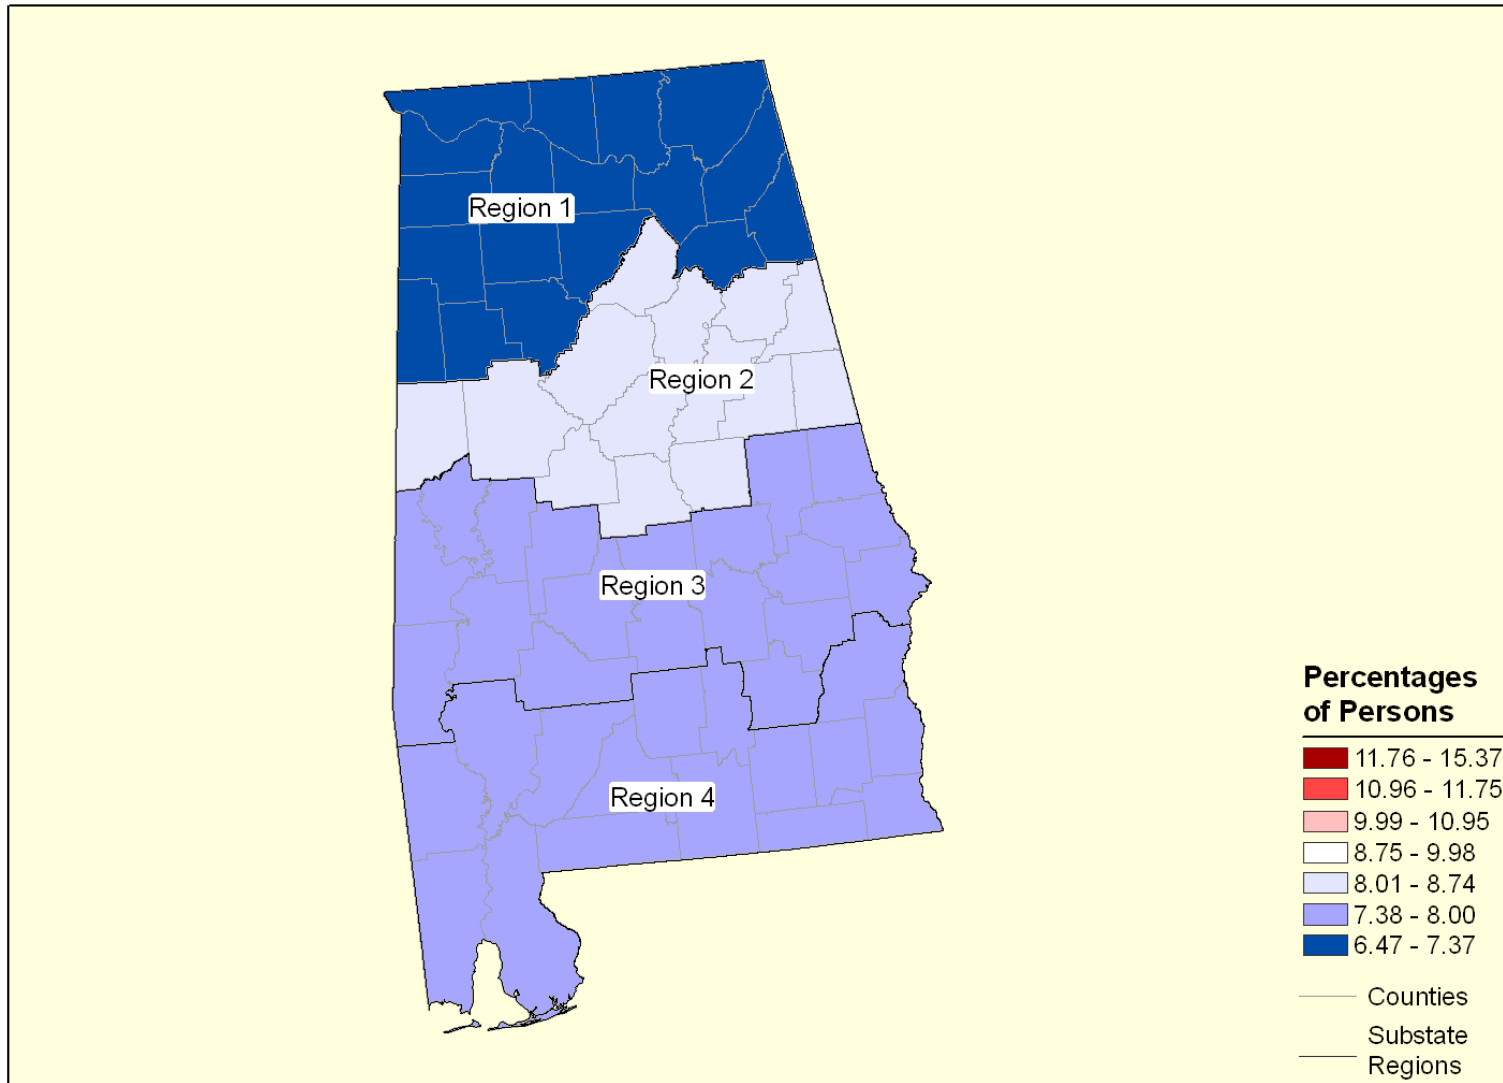 Region 1
Region 2
Region 3
Region 4
Percentages
of Persons
11.76 - 15.37
10.96 - 11.75
9.99 - 10.95
8.75 - 9.98
8.01 - 8.74
7.38 - 8.00
6.47 - 7.37
Counties
Substate
Regions